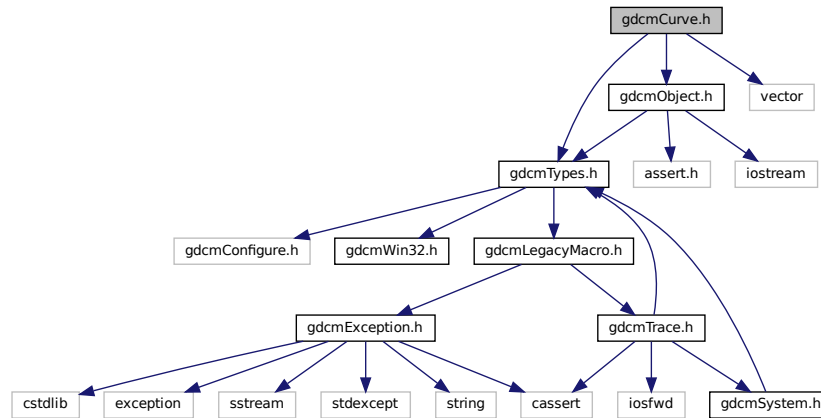 gdcmCurve.h
gdcmObject.h
vector
gdcmTypes.h
assert.h
iostream
gdcmConfigure.h
gdcmWin32.h
gdcmLegacyMacro.h
gdcmException.h
gdcmTrace.h
cstdlib
exception
sstream
stdexcept
string
cassert
iosfwd
gdcmSystem.h